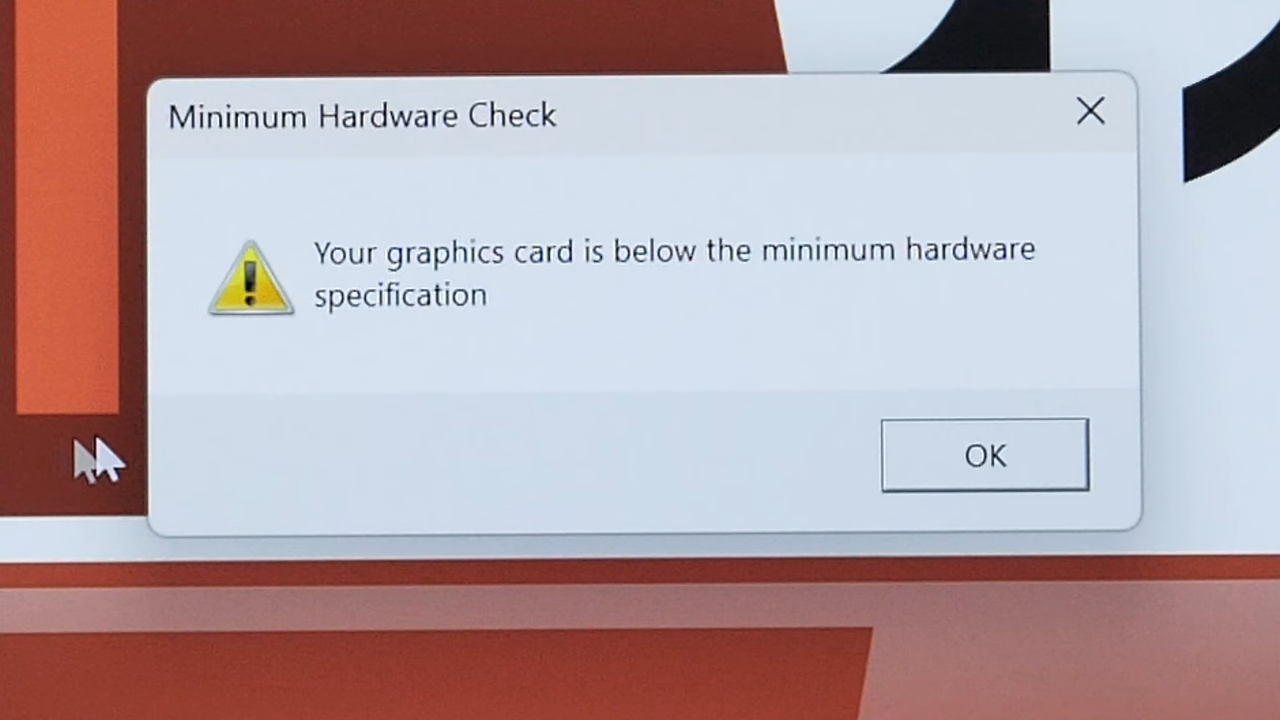 Minimum Hardware Check
Your graphics card is below the minimum hardware
specification
OK